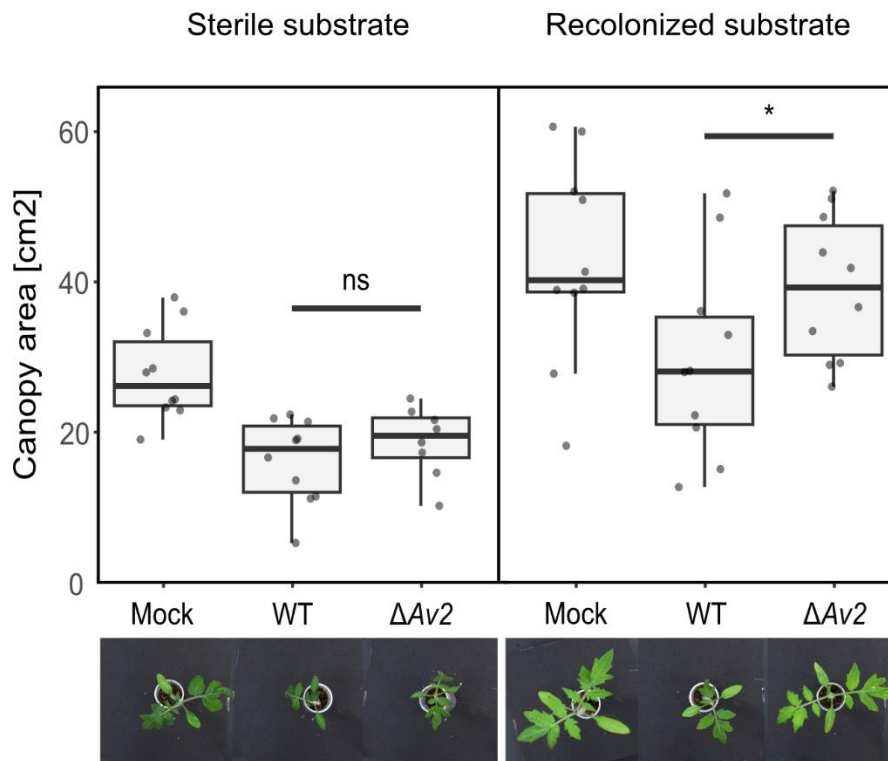 Sterile substrate
Recolonized substrate
Canopy area [cm2]
60
40
20
0
ns
*
Mock
WT
ΔAv2
Mock
WT
ΔAv2